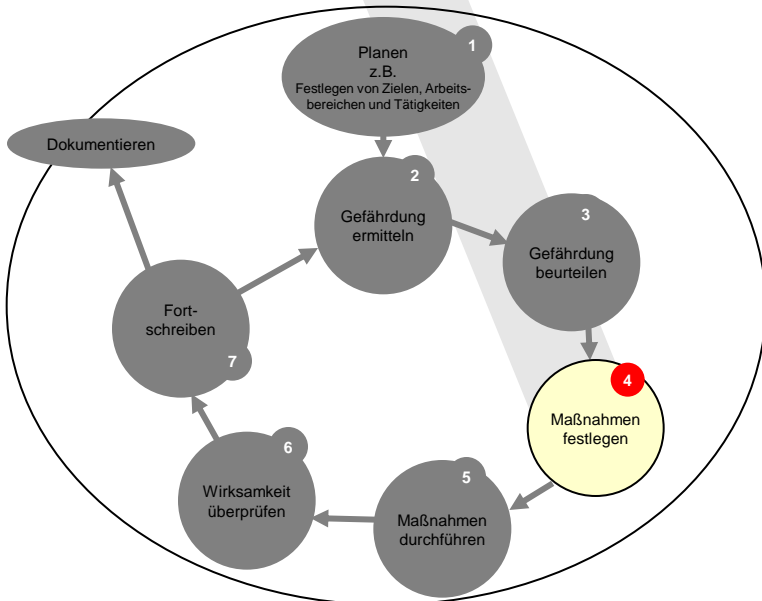 1
Planen
z.B.
Festlegen von Zielen, Arbeits-
bereichen und Tätigkeiten
Dokumentieren
2
Gefährdung
ermitteln
3
Gefährdung
beurteilen
4
Maßnahmen
festlegen
5
Maßnahmen
durchführen
6
Wirksamkeit
überprüfen
Fort-
schreiben
7